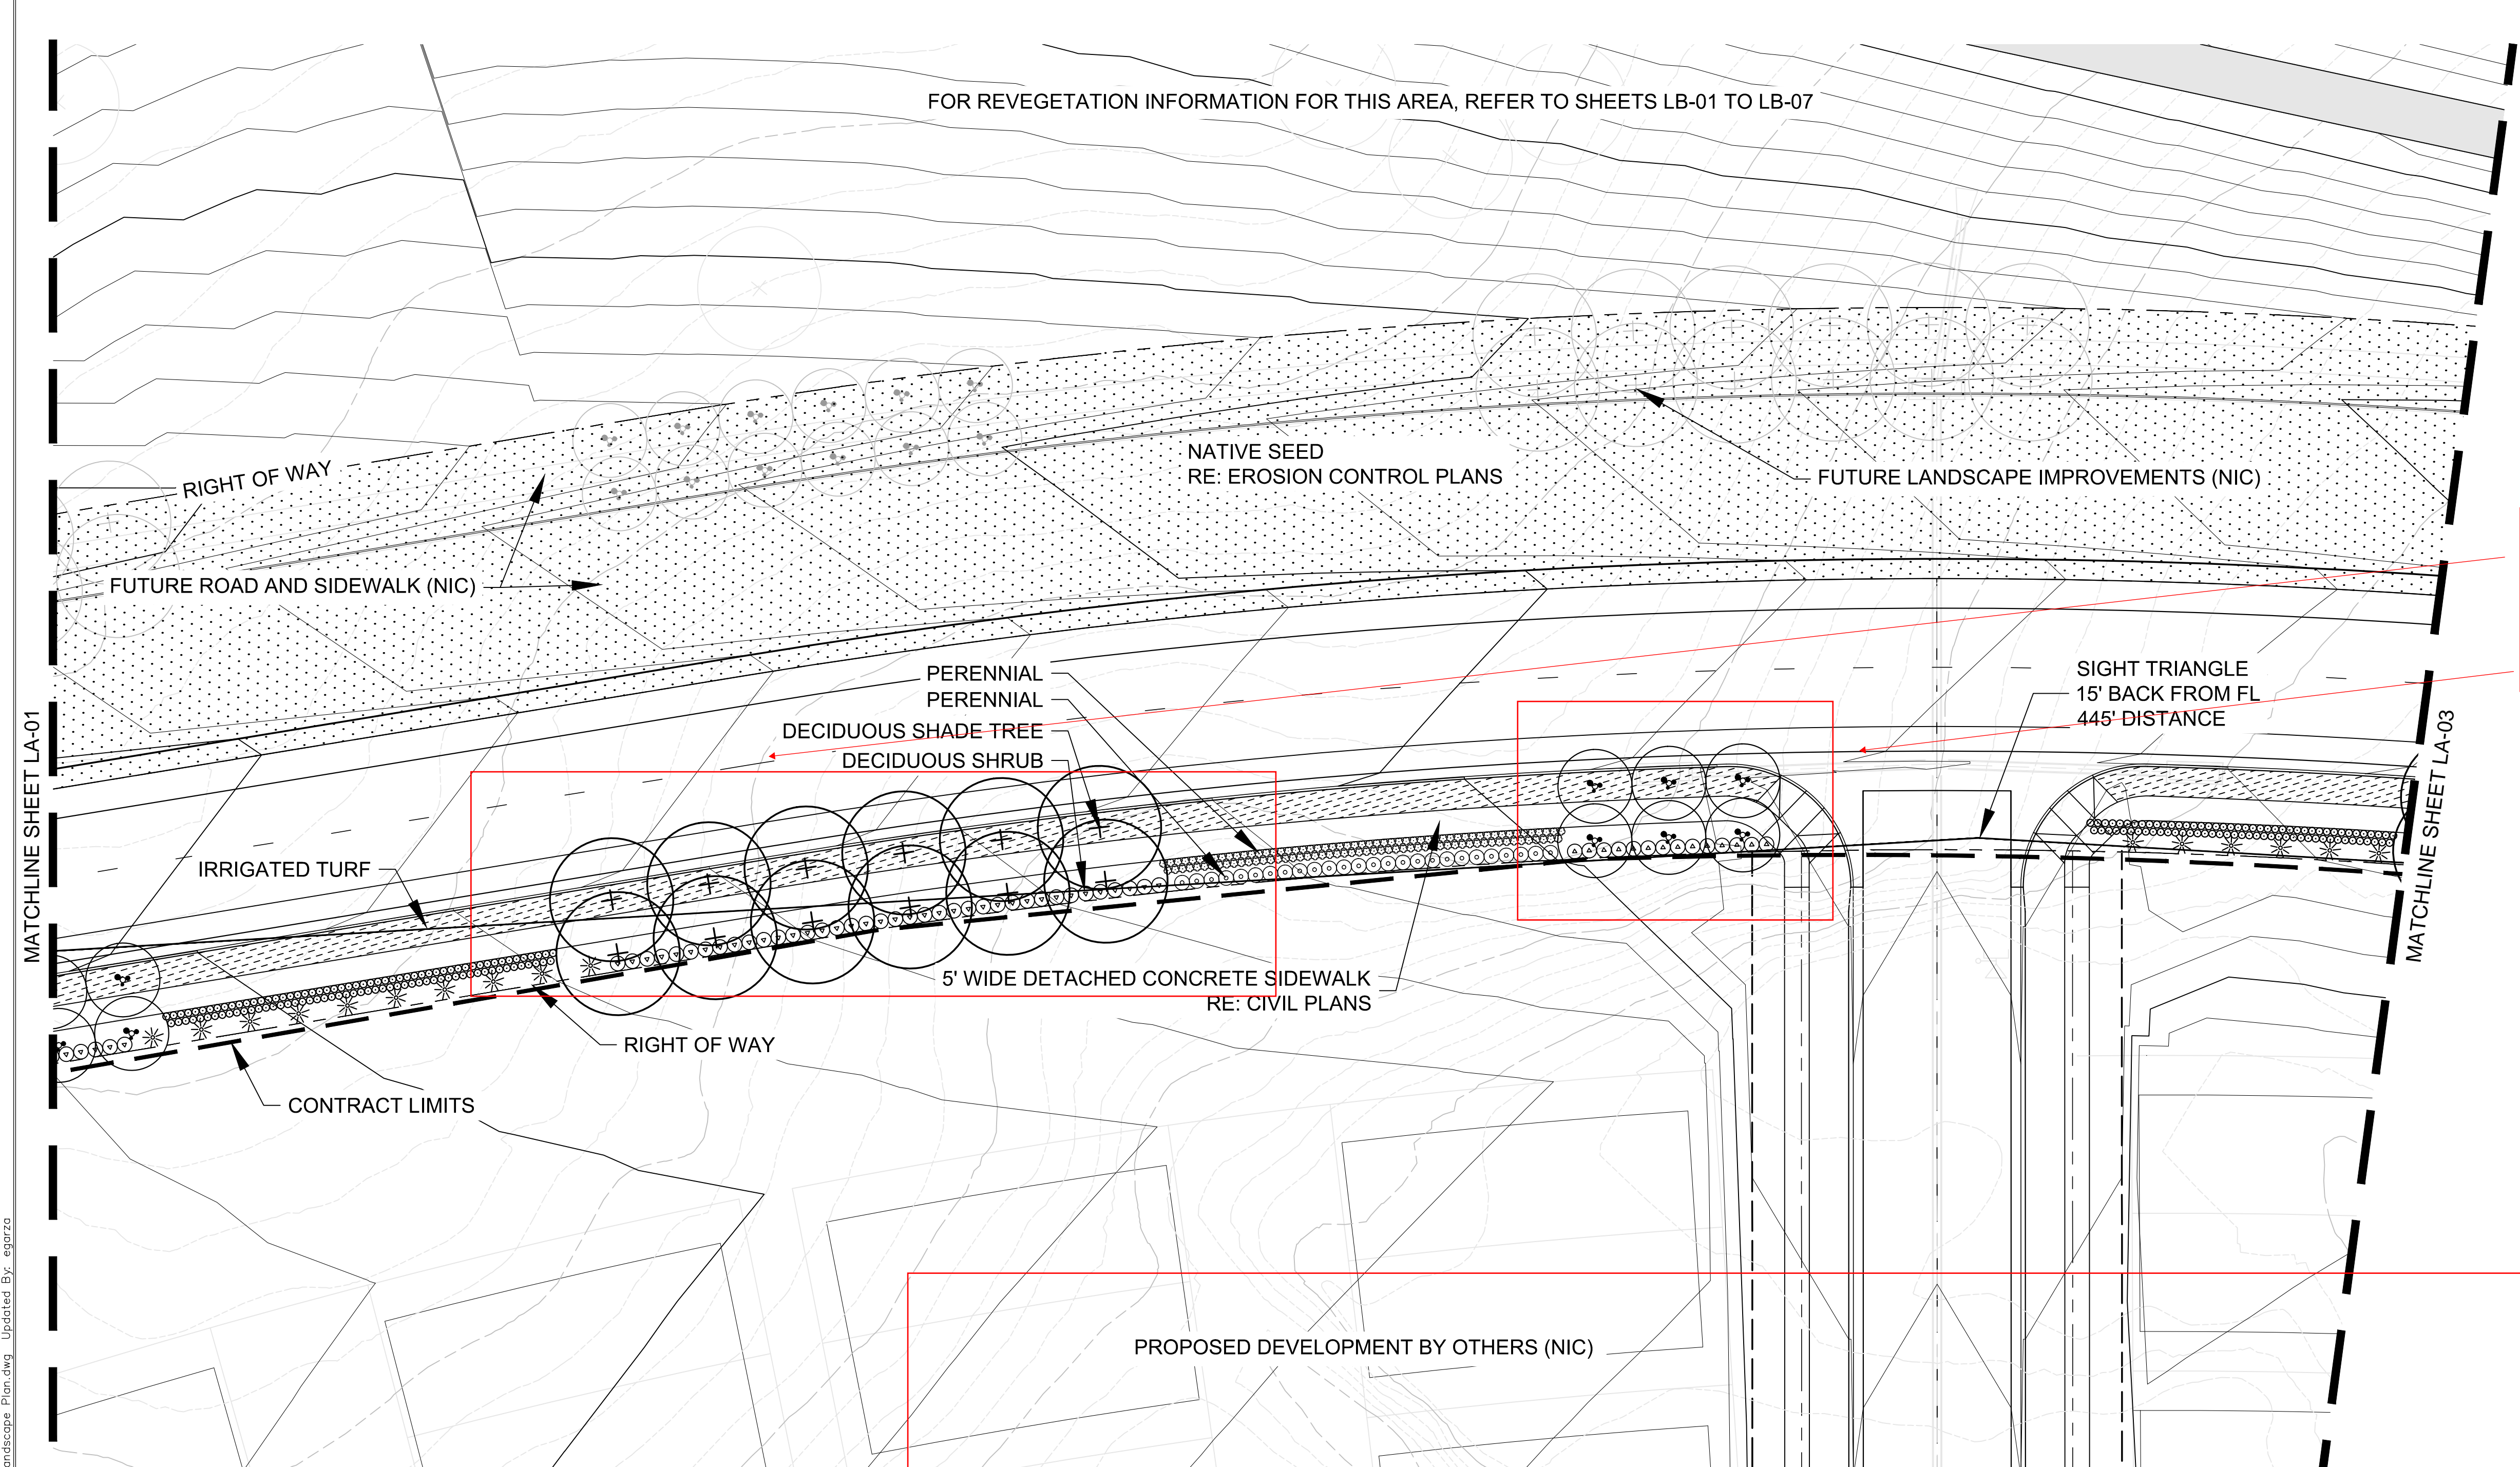 FOR REVEGETATION INFORMATION FOR THIS AREA, REFER TO SHEETS LB-01 TO LB-07
RIGHT OF WAY
NATIVE SEED
RE: EROSION CONTROL PLANS
FUTURE LANDSCAPE IMPROVEMENTS (NIC)
FUTURE ROAD AND SIDEWALK (NIC)
PERENNIAL
PERENNIAL
DECIDUOUS SHADE TREE
DECIDUOUS SHRUB
SIGHT TRIANGLE
15' BACK FROM FL
445' DISTANCE
MATCHLINE SHEET LA-01
MATCHLINE SHEET LA-03
IRRIGATED TURF
5' WIDE DETACHED CONCRETE SIDEWALK
RE: CIVIL PLANS
RIGHT OF WAY
CONTRACT LIMITS
PROPOSED DEVELOPMENT BY OTHERS (NIC)
andscape Plan.dwg Updated By: egarza